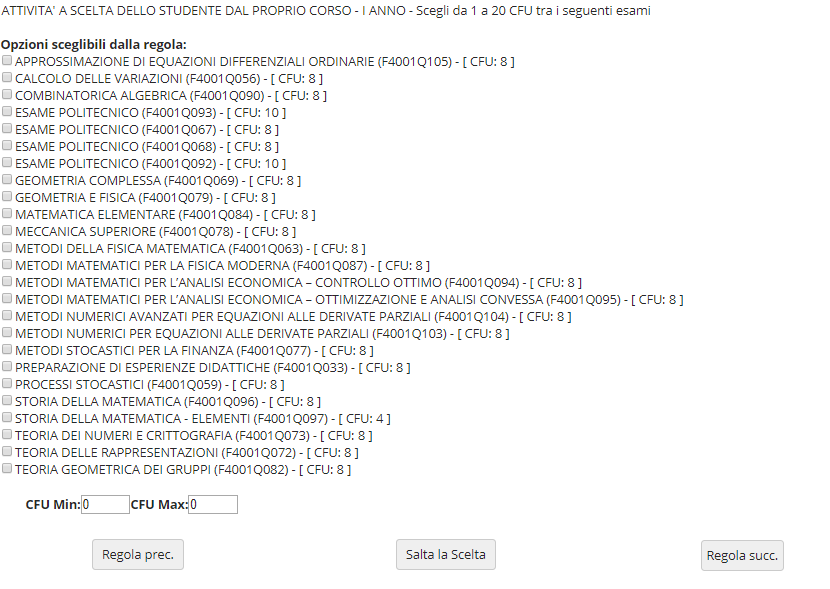 ATTIVITA' A SCELTA DELLO STUDENTE DAL PROPRIO CORSO - I ANNO - Scegli da 1 a 20 CFU tra i seguenti esami
Opzioni sceglibili dalla regola:
APPROSSIMAZIONE DI EQUAZIONI DIFFERENZIALI ORDINARIE (F4001Q105) - [ CFU: 8 ]
CALCOLO DELLE VARIAZIONI (F4001Q056) - [ CFU: 8 ]
COMBINATORICA ALGEBRICA (F4001Q090) - [ CFU: 8 ]
ESAME POLITECNICO (F4001Q093) - [ CFU: 10 ]
ESAME POLITECNICO (F4001Q067) - [ CFU: 8 ]
ESAME POLITECNICO (F4001Q068) - [ CFU: 8 ]
ESAME POLITECNICO (F4001Q092) - [ CFU: 10 ]
GEOMETRIA COMPLESSA (F4001Q069) - [ CFU: 8 ]
GEOMETRIA E FISICA (F4001Q079) - [ CFU: 8 ]
MATEMATICA ELEMENTARE (F4001Q084) - [ CFU: 8 ]
MECCANICA SUPERIORE (F4001Q078) - [ CFU: 8 ]
METODI DELLA FISICA MATEMATICA (F4001Q063) - [ CFU: 8 ]
METODI MATEMATICI PER LA FISICA MODERNA (F4001Q087) - [ CFU: 8 ]
METODI MATEMATICI PER L’ANALISI ECONOMICA – CONTROLLO OTTIMO (F4001Q094) - [ CFU: 8 ]
METODI MATEMATICI PER L’ANALISI ECONOMICA – OTTIMIZZAZIONE E ANALISI CONVESSA (F4001Q095) - [ CFU: 8 ]
METODI NUMERICI AVANZATI PER EQUAZIONI ALLE DERIVATE PARZIALI (F4001Q104) - [ CFU: 8 ]
METODI NUMERICI PER EQUAZIONI ALLE DERIVATE PARZIALI (F4001Q103) - [ CFU: 8 ]
METODI STOCASTICI PER LA FINANZA (F4001Q077) - [ CFU: 8 ]
PREPARAZIONE DI ESPERIENZE DIDATTICHE (F4001Q033) - [ CFU: 8 ]
PROCESSI STOCASTICI (F4001Q059) - [ CFU: 8 ]
STORIA DELLA MATEMATICA (F4001Q096) - [ CFU: 8 ]
STORIA DELLA MATEMATICA - ELEMENTI (F4001Q097) - [ CFU: 4 ]
TEORIA DEI NUMERI E CRITTOGRAFIA (F4001Q073) - [ CFU: 8 ]
TEORIA DELLE RAPPRESENTAZIONI (F4001Q072) - [ CFU: 8 ]
TEORIA GEOMETRICA DEI GRUPPI (F4001Q082) - [ CFU: 8 ]
CFU Min: 0 CFU Max: 0
Regola prec. Salta la Scelta Regola succ.